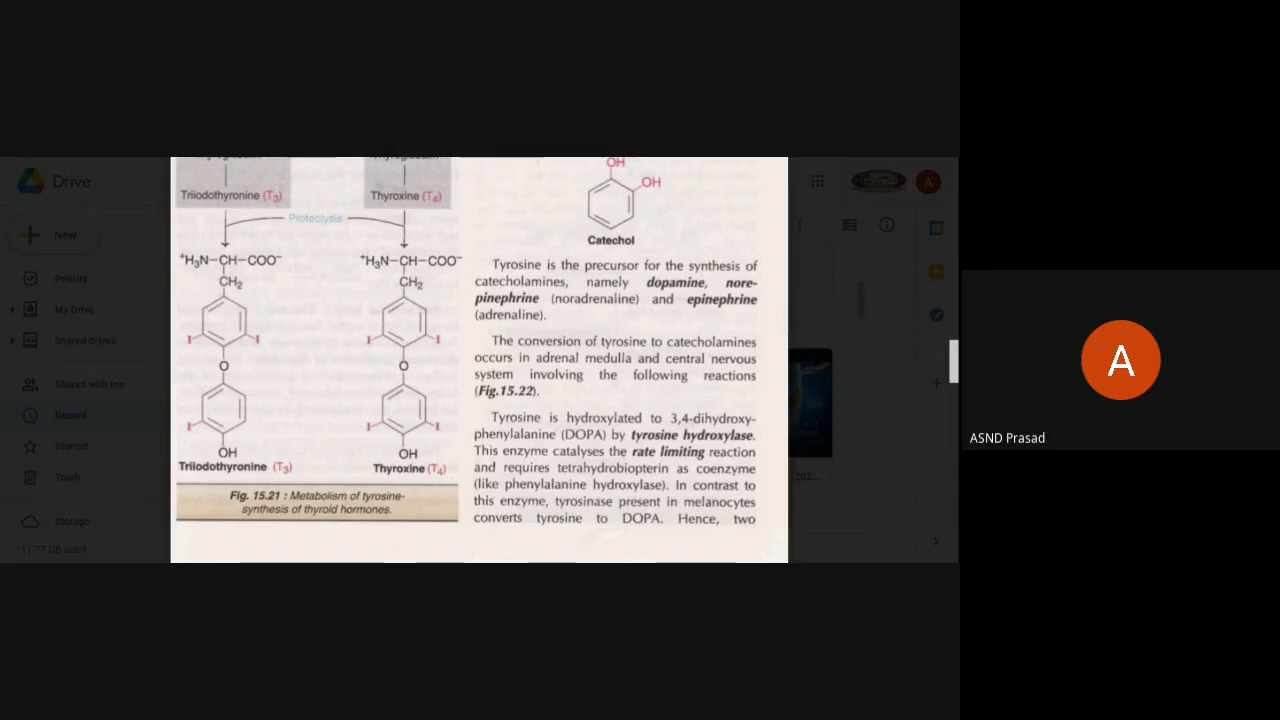 Drive
New
Priority
My Drive
Shared drives
Shared with me
Recent
Starred
Trash
Storage
11.77 GB used
Triiodothyronine (T3)
Thyroxine (T4)
Proteolysis
+H3N–CH–COO–
+H3N–CH–COO–
CH2
CH2
I
I
I
I
O
O
I
I
I
OH
OH
Triiodothyronine (T3)
Thyroxine (T4)
Fig. 15.21 : Metabolism of tyrosine-
synthesis of thyroid hormones.
OH
OH
Catechol
Tyrosine is the precursor for the synthesis of
catecholamines, namely dopamine, nore-
pinephrine (noradrenaline) and epinephrine
(adrenaline).
The conversion of tyrosine to catecholamines
occurs in adrenal medulla and central nervous
system involving the following reactions
(Fig.15.22).
Tyrosine is hydroxylated to 3,4-dihydroxy-
phenylalanine (DOPA) by tyrosine hydroxylase.
This enzyme catalyses the rate limiting reaction
and requires tetrahydrobiopterin as coenzyme
(like phenylalanine hydroxylase). In contrast to
this enzyme, tyrosinase present in melanocytes
converts tyrosine to DOPA. Hence, two
A
202...
A
ASND Prasad